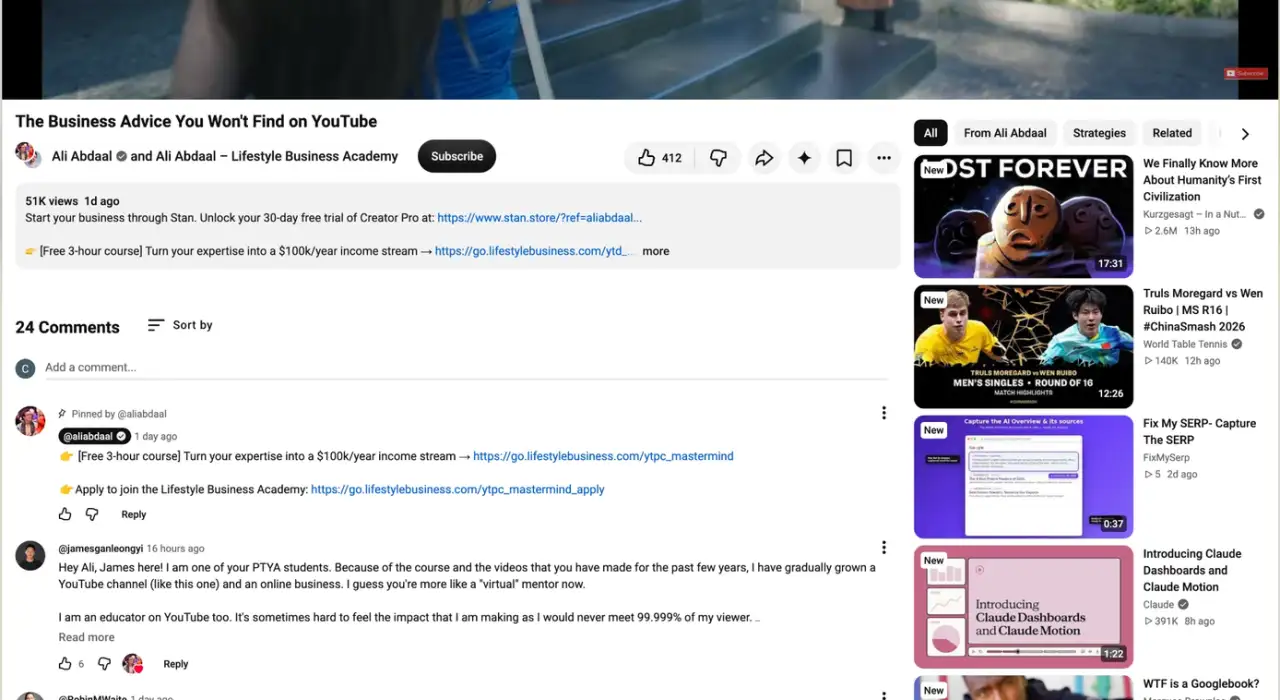 Subscribe
The Business Advice You Won't Find on YouTube
Ali Abdaal and Ali Abdaal – Lifestyle Business Academy
Subscribe
412
51K views 1d ago
Start your business through Stan. Unlock your 30-day free trial of Creator Pro at: https://www.stan.store/?ref=aliabdaal...
👉 [Free 3-hour course] Turn your expertise into a $100k/year income stream → https://go.lifestylebusiness.com/ytd_... more
24 Comments
Sort by
C
Add a comment...
Pinned by @aliabdaal
@aliabdaal 1 day ago
👉 [Free 3-hour course] Turn your expertise into a $100k/year income stream → https://go.lifestylebusiness.com/ytpc_mastermind
👉Apply to join the Lifestyle Business Academy: https://go.lifestylebusiness.com/ytpc_mastermind_apply
Reply
@jamesganleongyi 16 hours ago
Hey Ali, James here! I am one of your PTYA students. Because of the course and the videos that you have made for the past few years, I have gradually grown a
YouTube channel (like this one) and an online business. I guess you're more like a "virtual" mentor now.
I am an educator on YouTube too. It's sometimes hard to feel the impact that I am making as I would never meet 99.999% of my viewer. ..
Read more
6
Reply
@RobinMWaite 1 day ago
All
From Ali Abdaal
Strategies
Related
New
OST FOREVER
17:31
We Finally Know More
About Humanity's First
Civilization
Kurzgesagt – In a Nut...
2.6M 13h ago
New
TRULS MOREGARD vs WEN RUIBO
MEN'S SINGLES • ROUND OF 16
MATCH HIGHLIGHTS
12:26
Truls Moregard vs Wen
Ruibo | MS R16 |
#ChinaSmash 2026
World Table Tennis
140K 12h ago
New
Capture the AI Overview & its sources
0:37
Fix My SERP- Capture
The SERP
FixMySerp
5 2d ago
New
Introducing
Claude Dashboards
and Claude Motion
1:22
Introducing Claude
Dashboards and
Claude Motion
Claude
391K 8h ago
New
WTF is a Googlebook?
Marques Brownlee